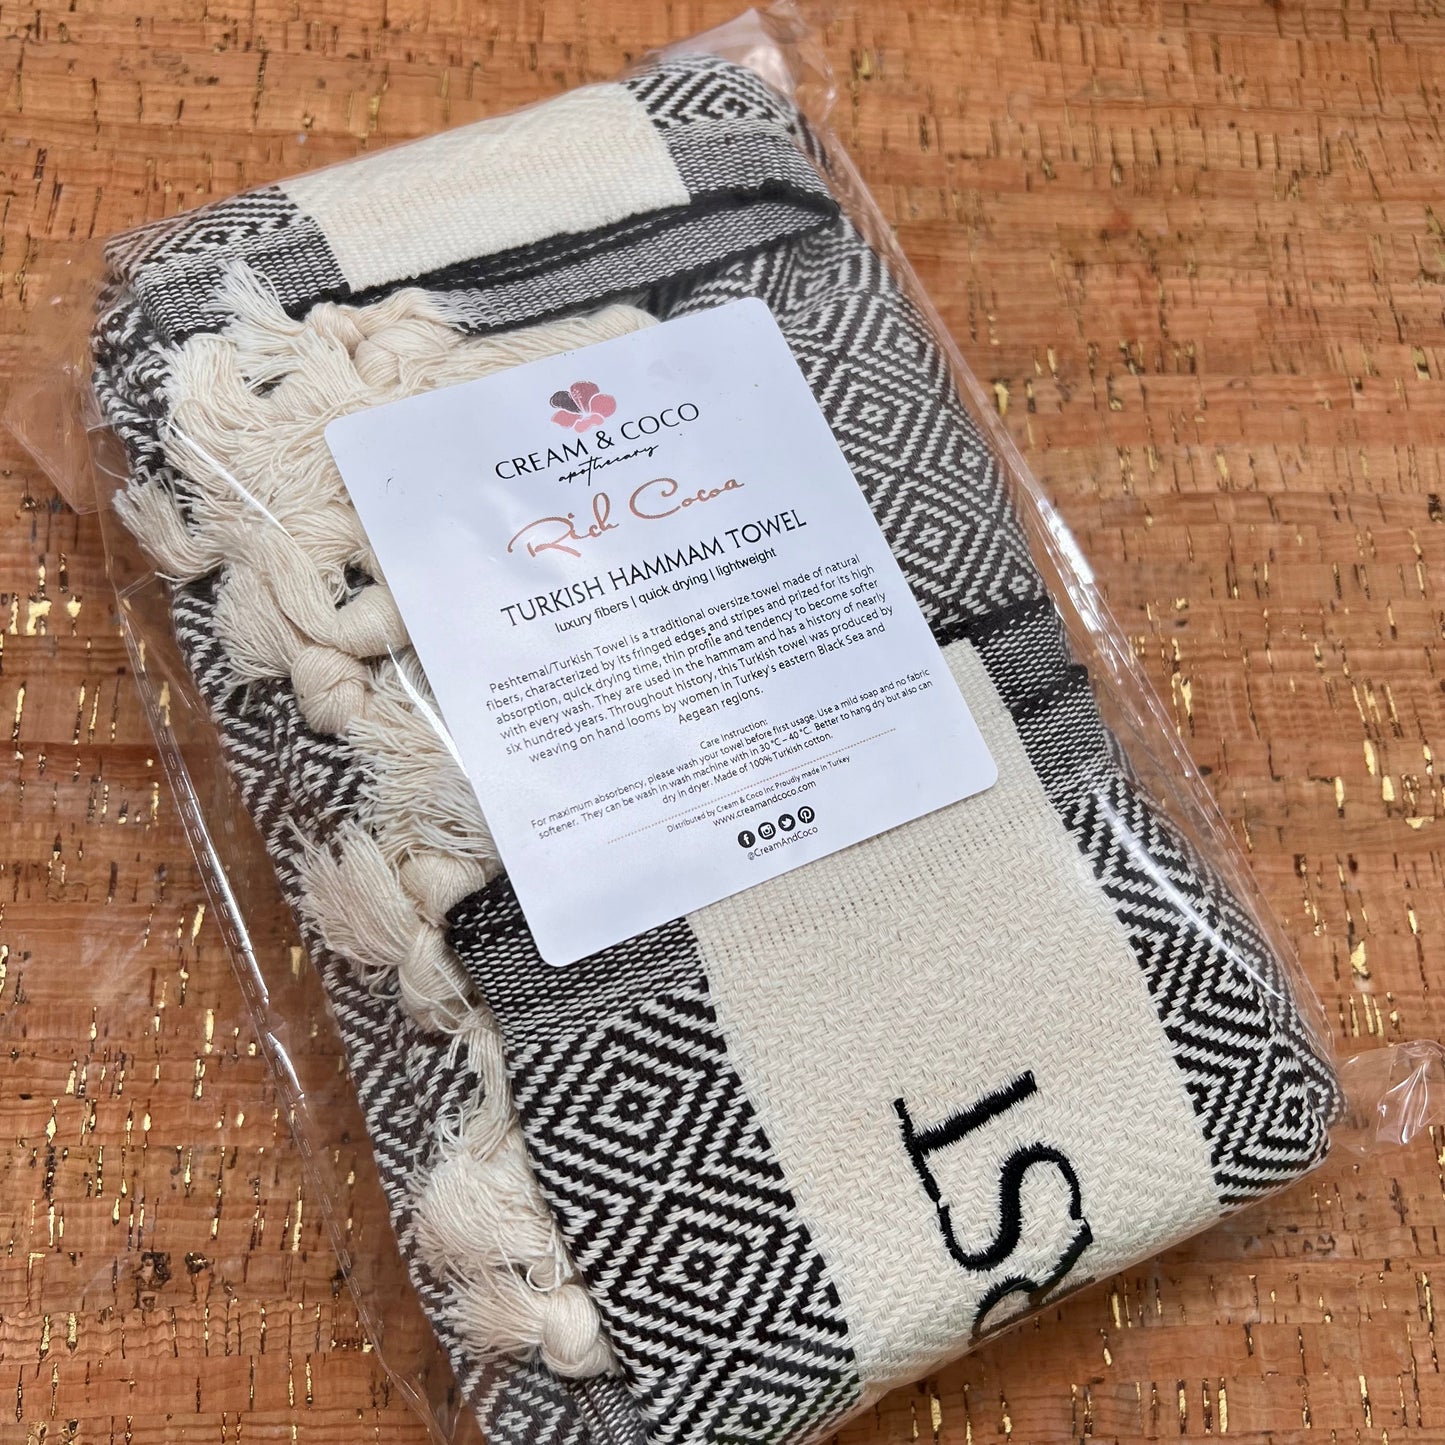 CREAM & COCO
apothecary
Rich Cocoa
TURKISH HAMMAM TOWEL
luxury fibers | quick drying | lightweight
Peshtemal/Turkish Towel is a traditional oversize towel made of natural
fibers, characterized by its fringed edges and stripes and prized for its high
absorption, quick drying time, thin profile and tendency to become softer
with every wash. They are used in the hammam and has a history of nearly
six hundred years. Throughout history, this Turkish towel was produced by
weaving on hand looms by women in Turkey's eastern Black Sea and
Aegean regions.
Care Instruction:
For maximum absorbency, please wash your towel before first usage. Use a mild soap and no fabric
softener. They can be wash in wash machine with in 30 °C – 40 °C. Better to hang dry but also can
dry in dryer. Made of 100% Turkish cotton.
Distributed by Cream & Coco Inc Proudly made in Turkey
www.creamandcoco.com
@CreamAndCoco